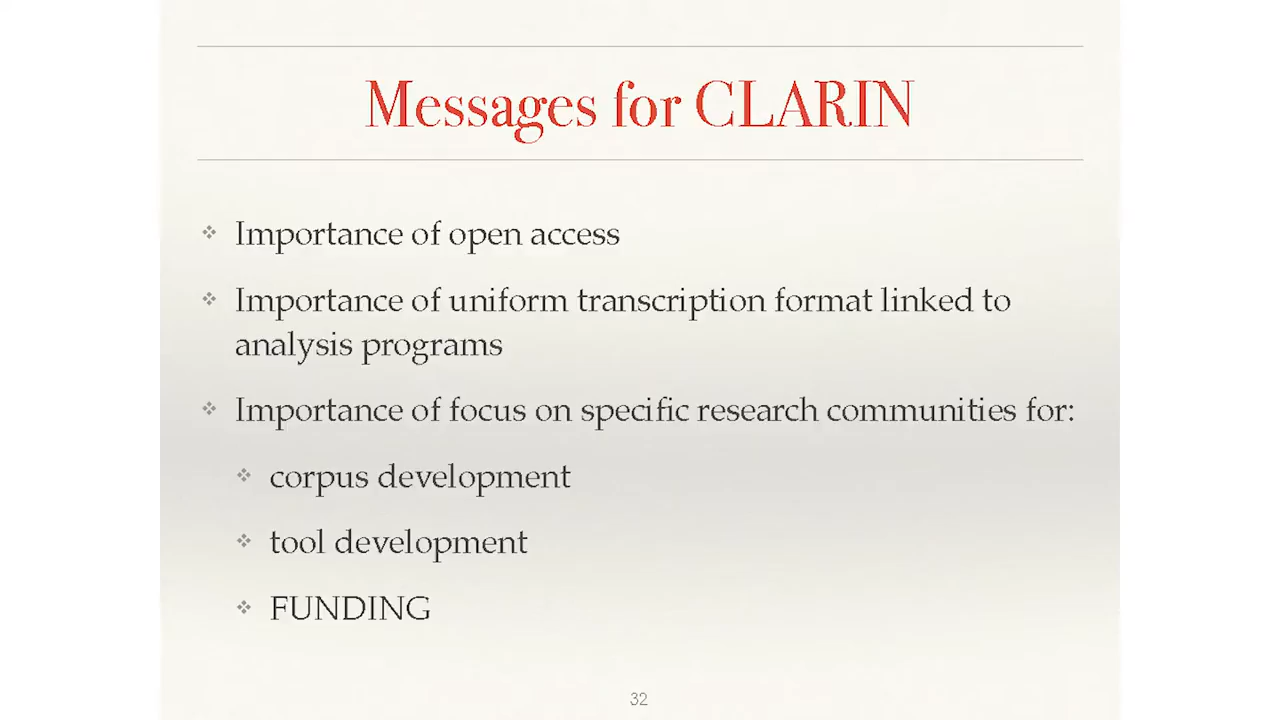 Messages for CLARIN
❖ Importance of open access
❖ Importance of uniform transcription format linked to
analysis programs
❖ Importance of focus on specific research communities for:
❖ corpus development
❖ tool development
❖ FUNDING
32